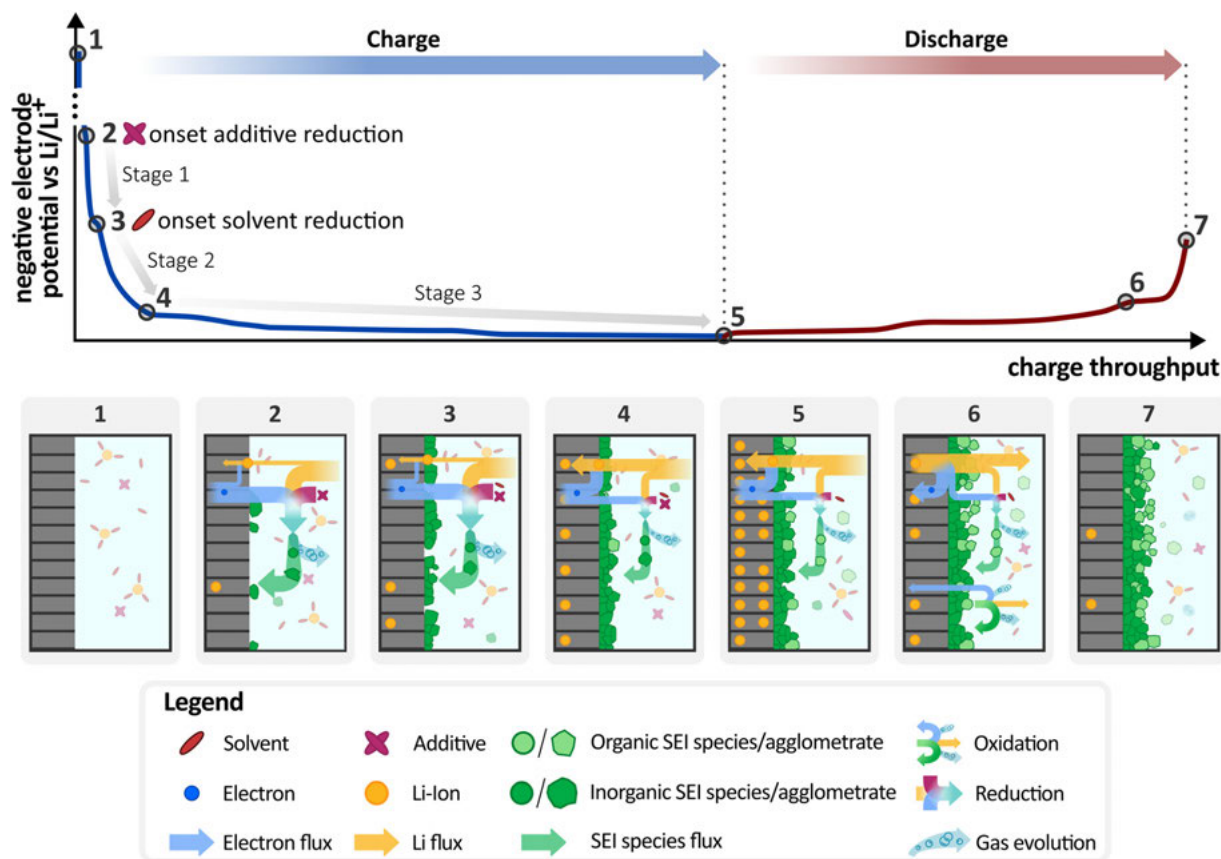 1
Charge
Discharge
negative electrode
potential vs Li/Li⁺
2 onset additive reduction
Stage 1
3 onset solvent reduction
Stage 2
4
Stage 3
5
6
7
charge throughput
1 2 3 4 5 6 7
Legend
Solvent Additive Organic SEI species/agglometrate Oxidation
Electron Li-Ion Inorganic SEI species/agglometrate Reduction
Electron flux Li flux SEI species flux Gas evolution